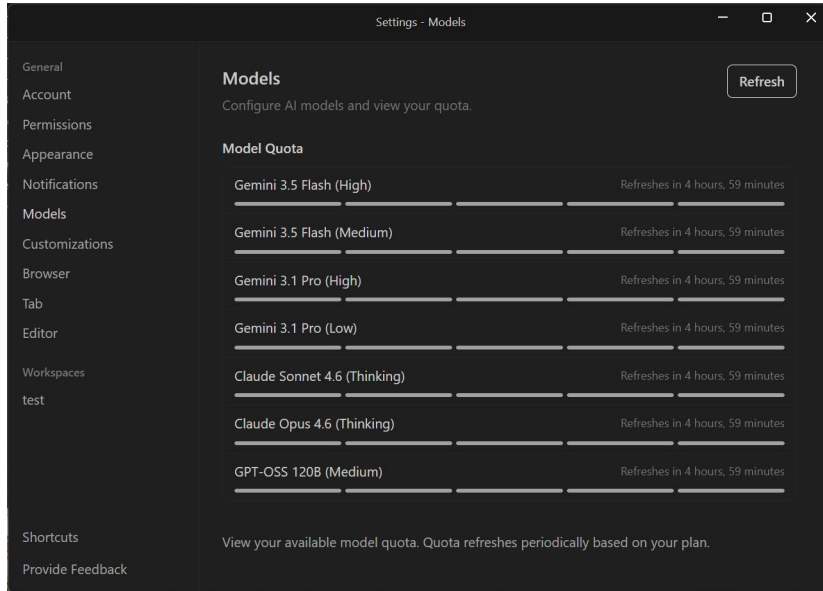 Settings - Models
General
Account
Permissions
Appearance
Notifications
Models
Customizations
Browser
Tab
Editor
Workspaces
test
Shortcuts
Provide Feedback
Models
Refresh
Configure AI models and view your quota.
Model Quota
Gemini 3.5 Flash (High) Refreshes in 4 hours, 59 minutes
Gemini 3.5 Flash (Medium) Refreshes in 4 hours, 59 minutes
Gemini 3.1 Pro (High) Refreshes in 4 hours, 59 minutes
Gemini 3.1 Pro (Low) Refreshes in 4 hours, 59 minutes
Claude Sonnet 4.6 (Thinking) Refreshes in 4 hours, 59 minutes
Claude Opus 4.6 (Thinking) Refreshes in 4 hours, 59 minutes
GPT-OSS 120B (Medium) Refreshes in 4 hours, 59 minutes
View your available model quota. Quota refreshes periodically based on your plan.